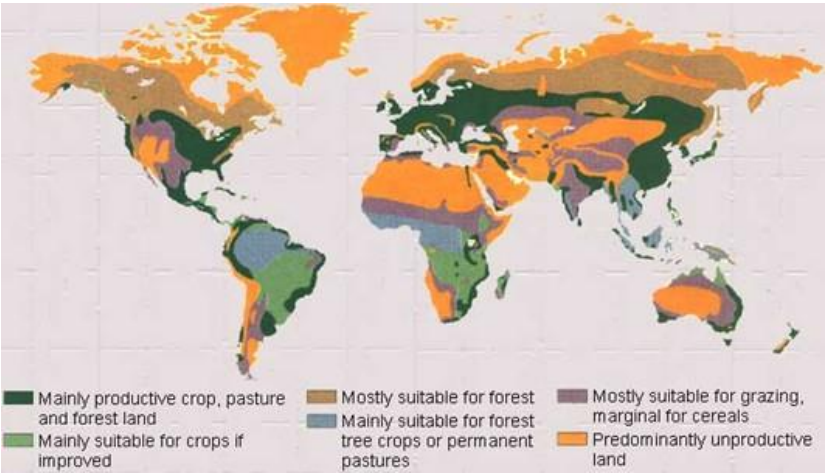 Mainly productive crop, pasture
and forest land
Mainly suitable for crops if
improved
Mostly suitable for forest
Mainly suitable for forest
tree crops or permanent
pastures
Mostly suitable for grazing,
marginal for cereals
Predominantly unproductive
land